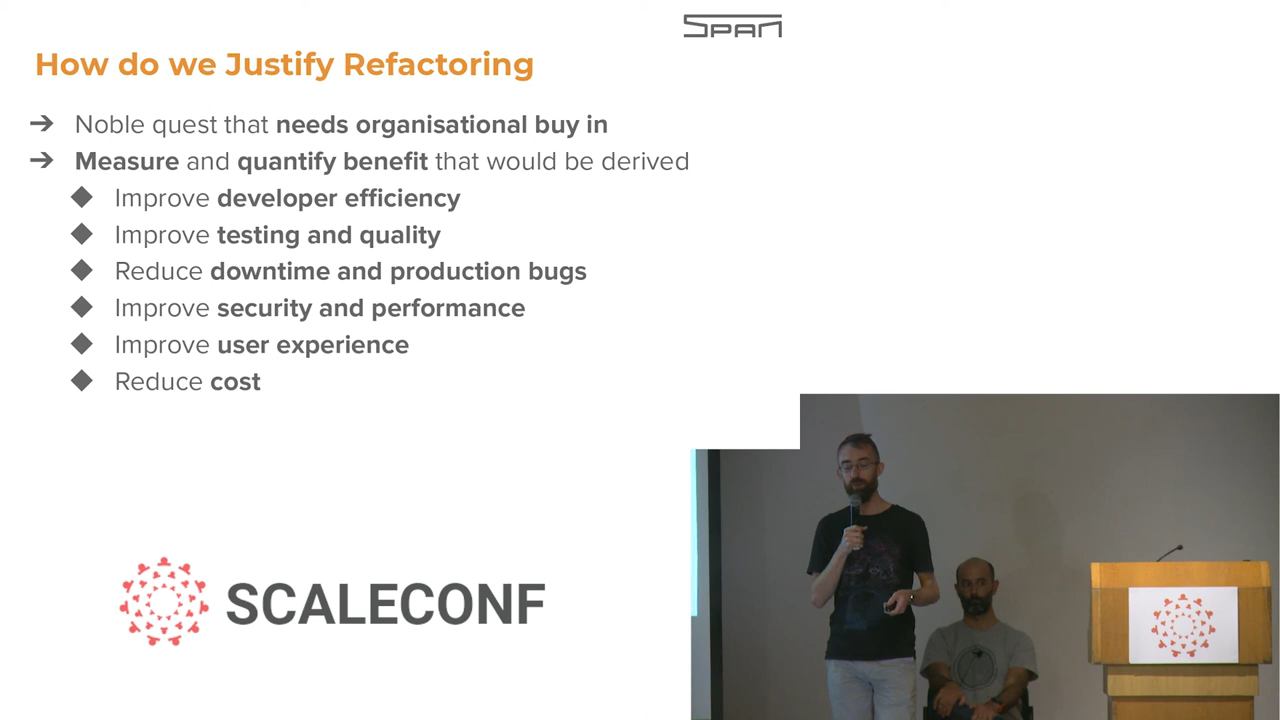 SPAN
How do we Justify Refactoring
➔ Noble quest that needs organisational buy in
➔ Measure and quantify benefit that would be derived
◆ Improve developer efficiency
◆ Improve testing and quality
◆ Reduce downtime and production bugs
◆ Improve security and performance
◆ Improve user experience
◆ Reduce cost
SCALECONF